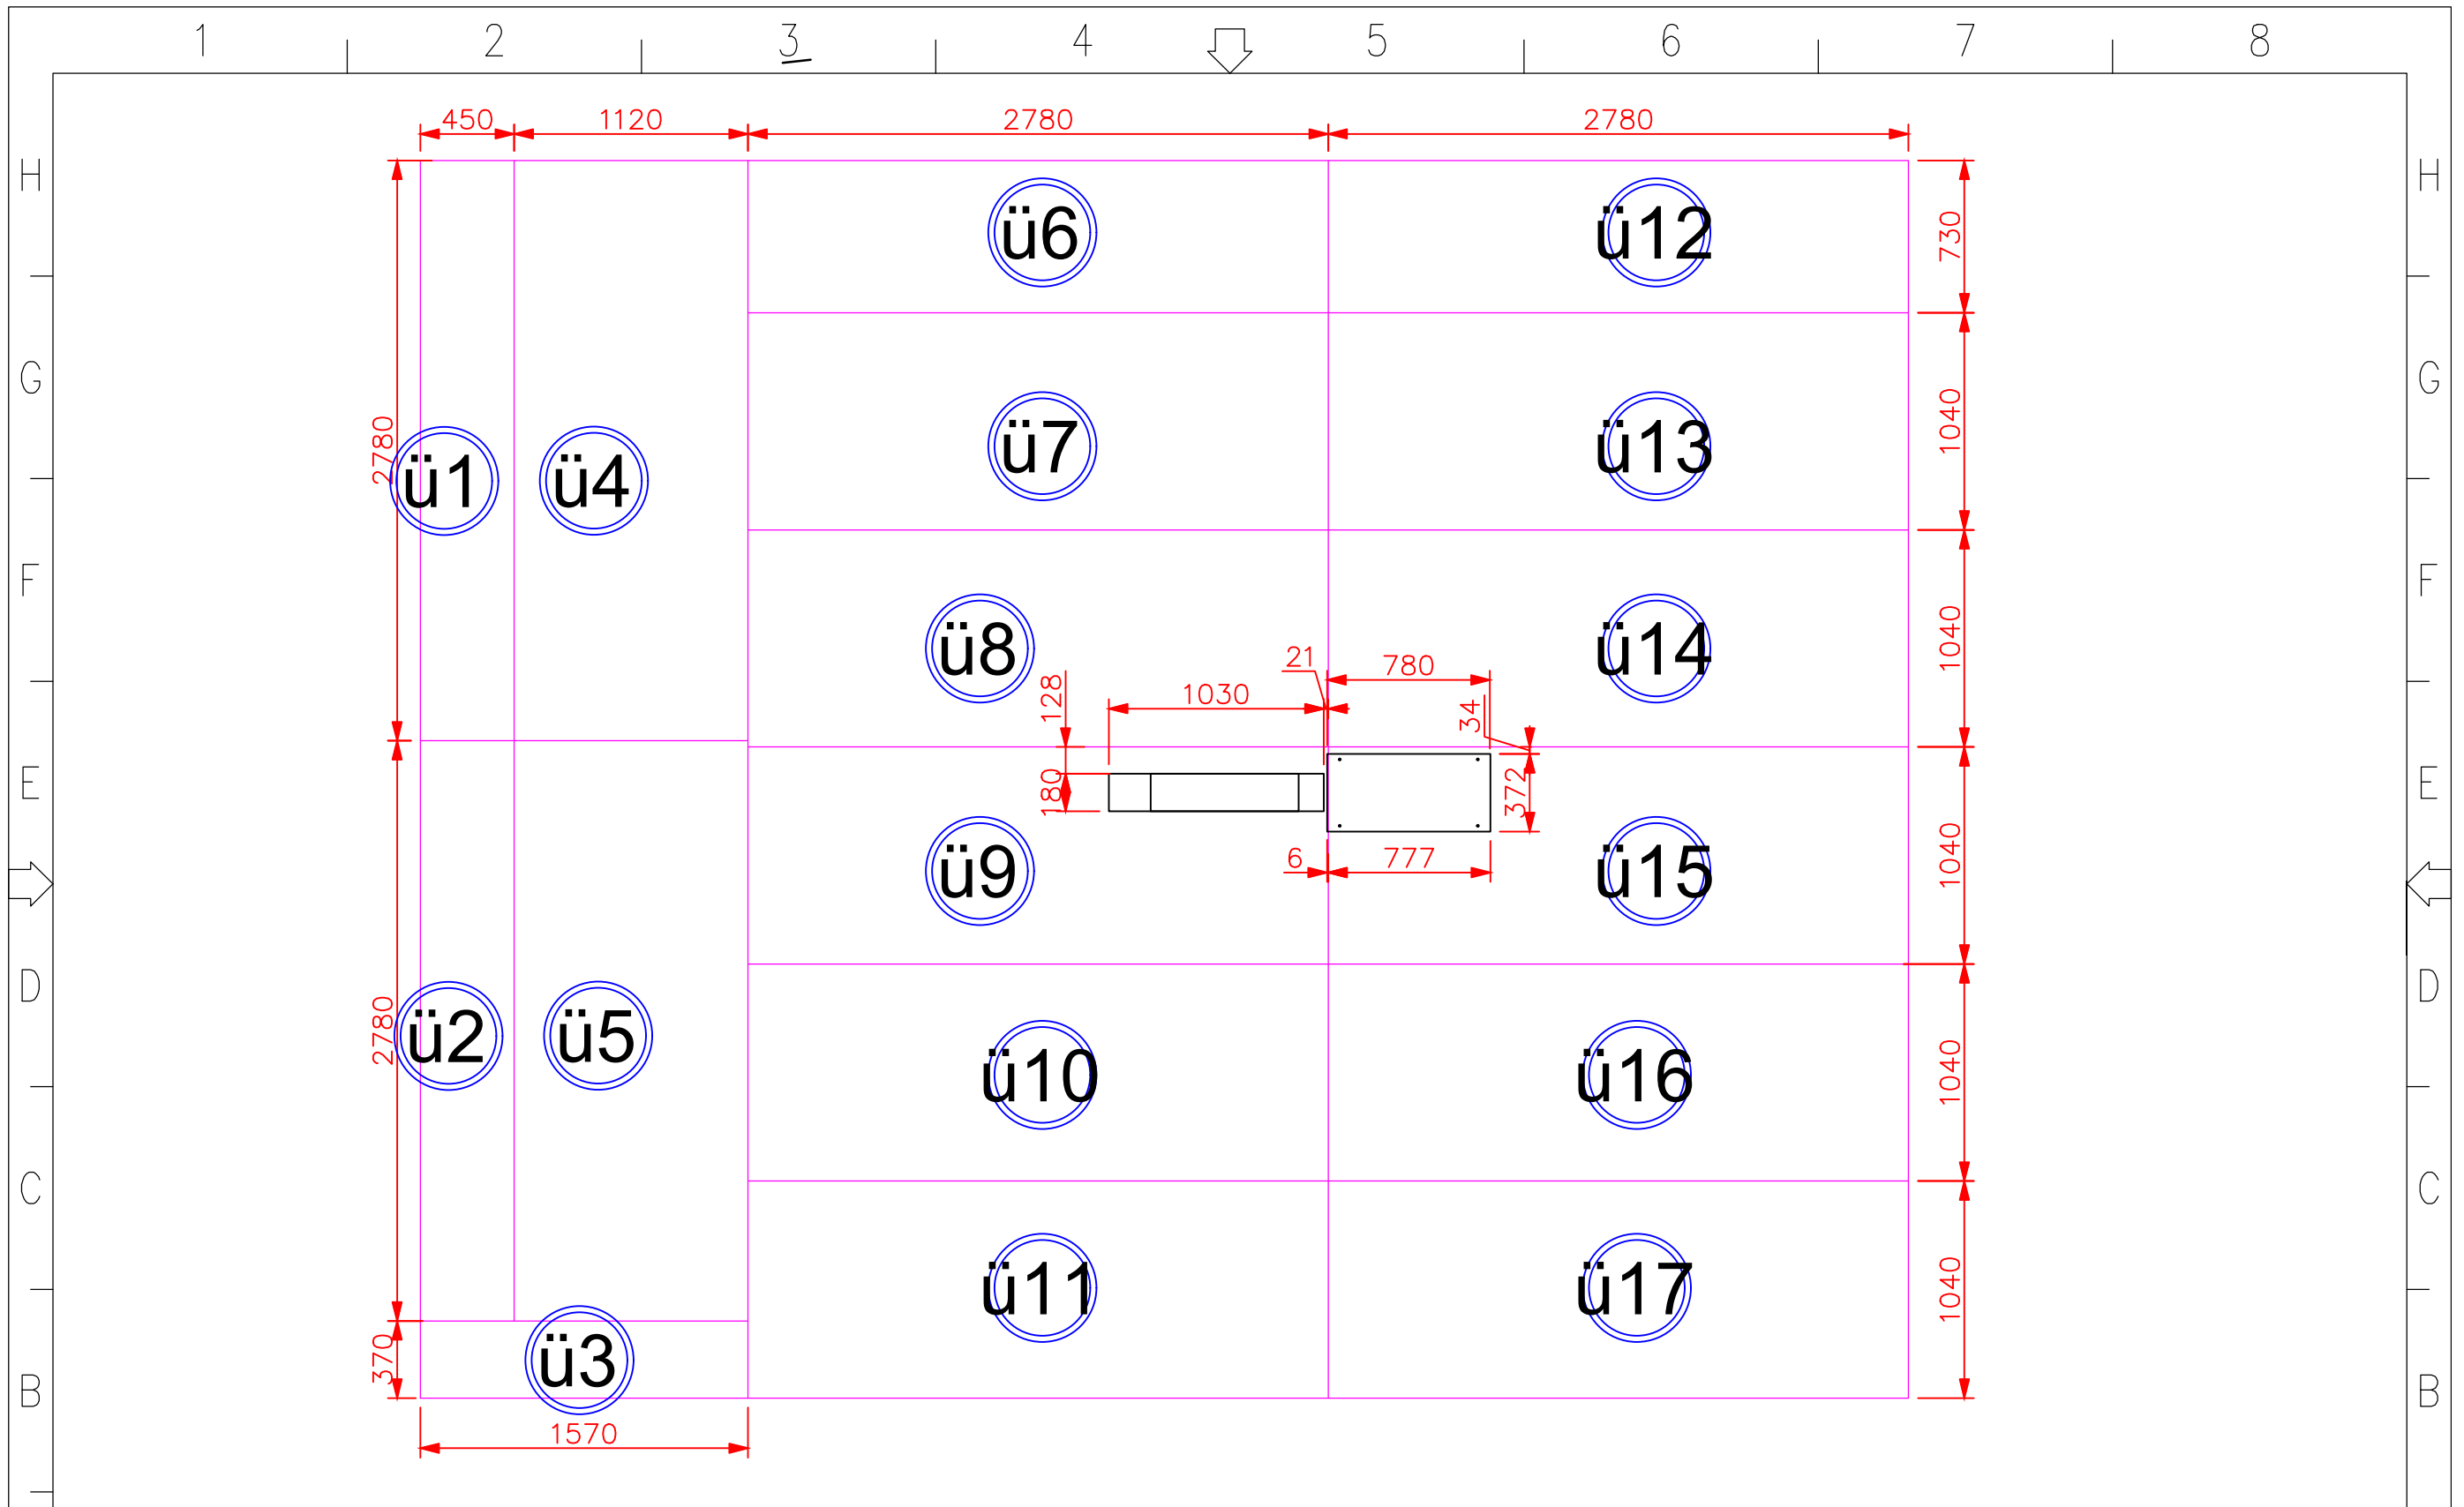 1 2 3 4 5 6 7 8
450 1120 2780 2780
H H
ü6 ü12 730
G G
2780 ü1 ü4 ü7 ü13 1040
F F
ü8 ü14 1040
21 780
128 1030 34
E E
180 372
6 777
ü9 ü15 1040
D D
2780 ü2 ü5 ü10 ü16 1040
C C
ü11 ü17 1040
370 ü3
B B
1570